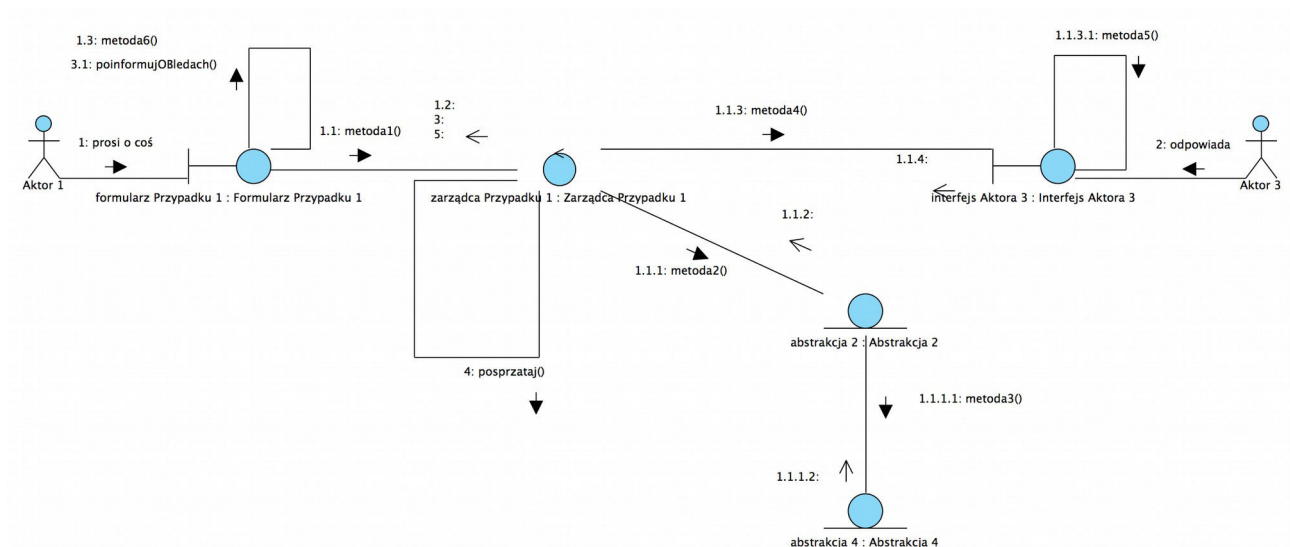 1.3: metoda6()
3.1: poinformujOBledach()
1: prosi o coś
Aktor 1
formularz Przypadku 1 : Formularz Przypadku 1
1.1: metoda1()
1.2:
3:
5:
zarządca Przypadku 1 : Zarządca Przypadku 1
1.1.3: metoda4()
1.1.4:
1.1.3.1: metoda5()
2: odpowiada
Aktor 3
interfejs Aktora 3 : Interfejs Aktora 3
1.1.2:
1.1.1: metoda2()
abstrakcja 2 : Abstrakcja 2
4: posprzataj()
1.1.1.1: metoda3()
1.1.1.2:
abstrakcja 4 : Abstrakcja 4